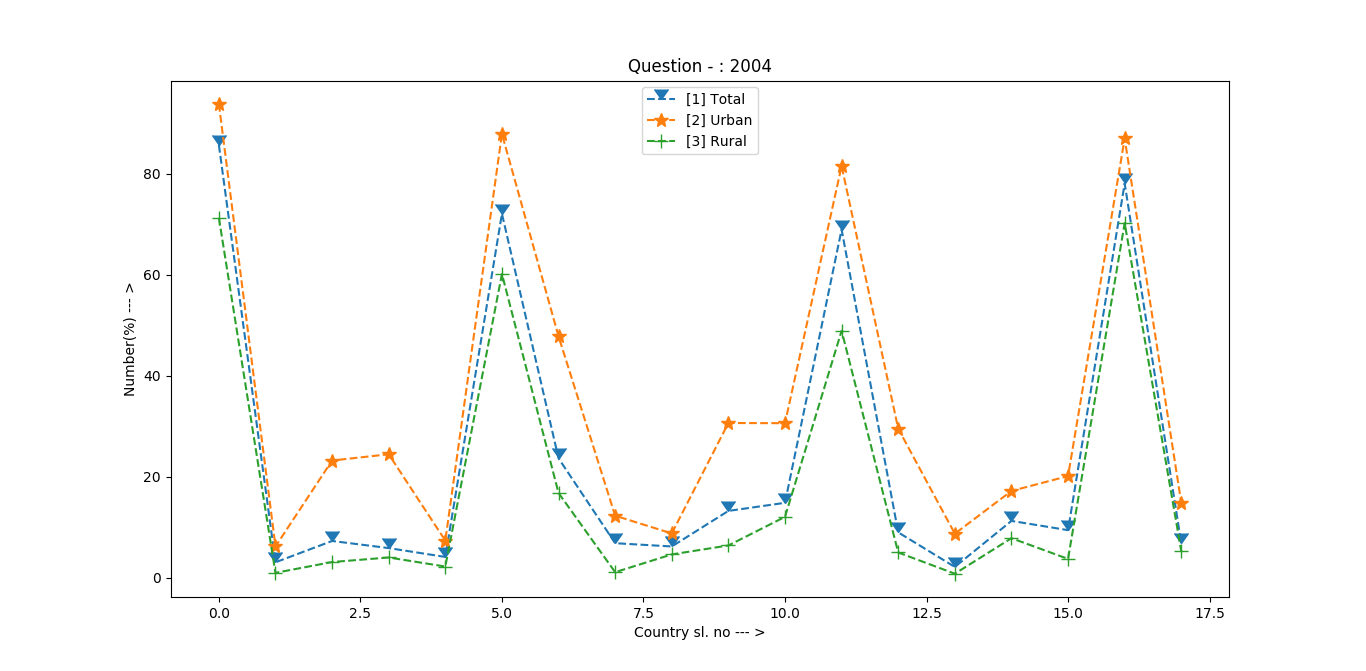 Question - : 2004
[1] Total
[2] Urban
[3] Rural
Number(%) --- >
80
60
40
20
0
0.0 2.5 5.0 7.5 10.0 12.5 15.0 17.5
Country sl. no --- >